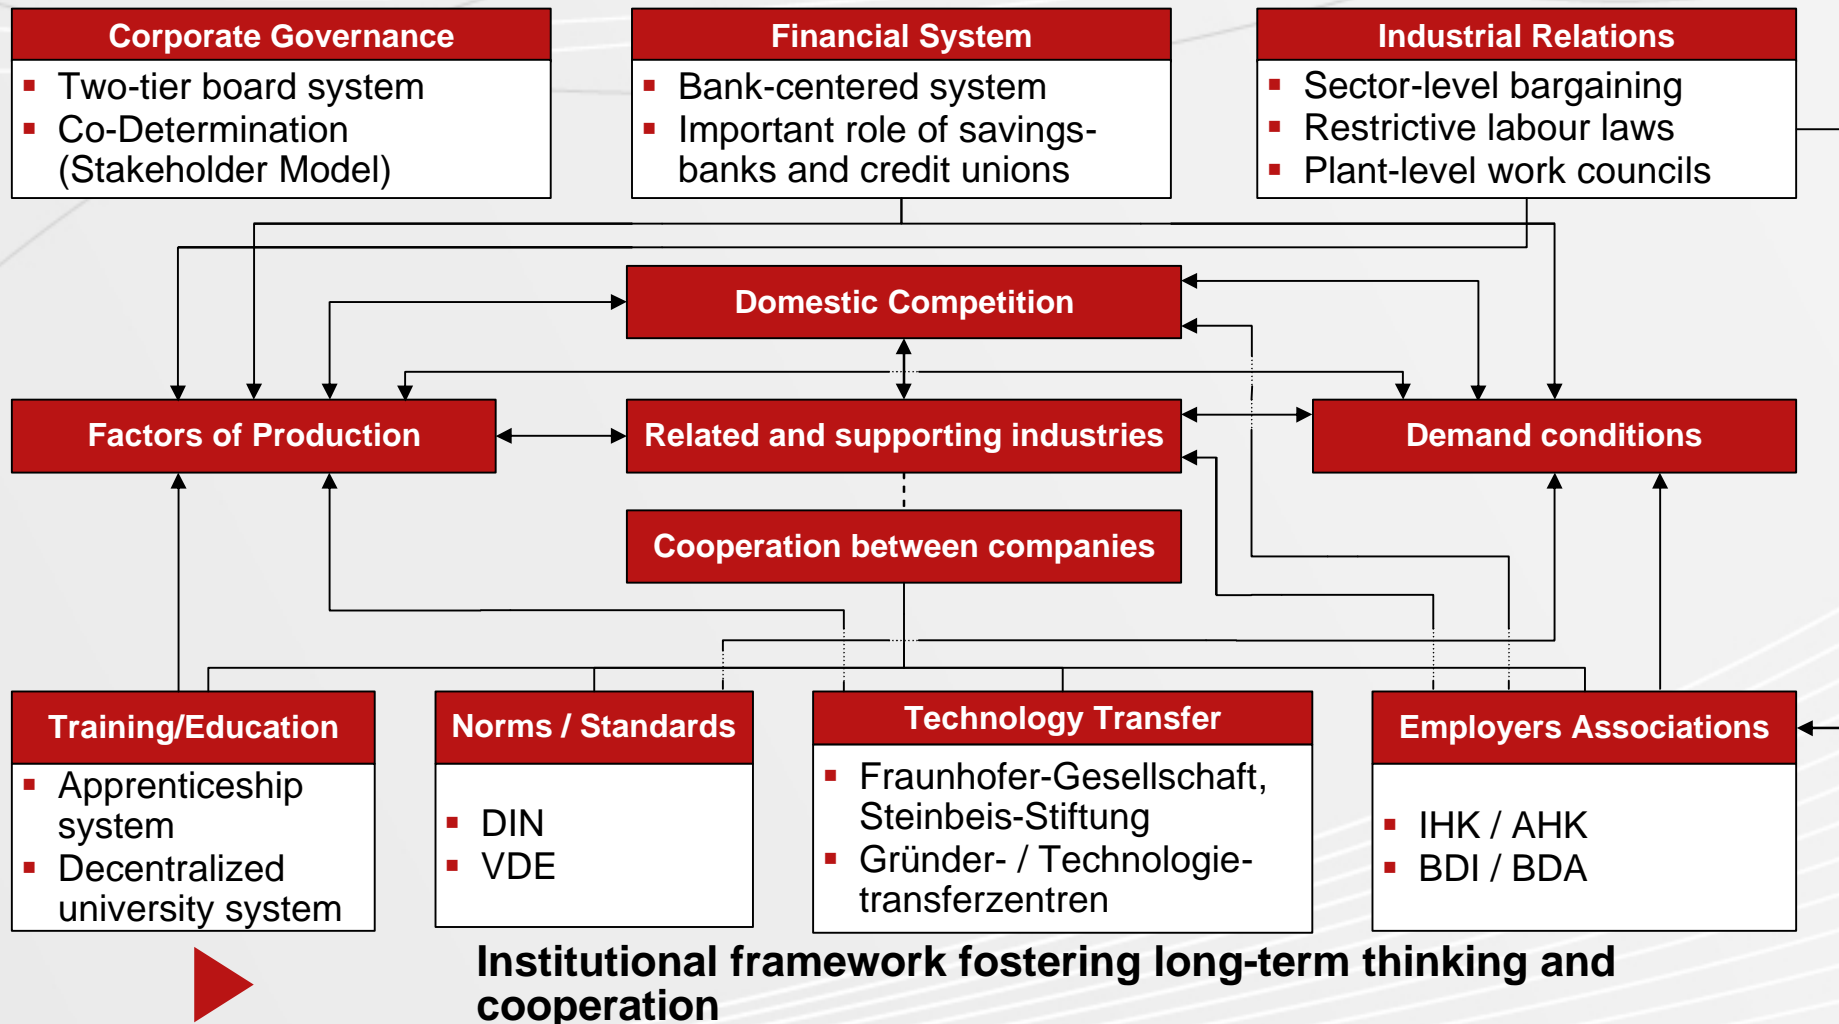 Corporate Governance
▪ Two-tier board system
▪ Co-Determination
(Stakeholder Model)
Financial System
▪ Bank-centered system
▪ Important role of savings-
banks and credit unions
Industrial Relations
▪ Sector-level bargaining
▪ Restrictive labour laws
▪ Plant-level work councils
Domestic Competition
Factors of Production
Related and supporting industries
Demand conditions
Cooperation between companies
Training/Education
▪ Apprenticeship
system
▪ Decentralized
university system
Norms / Standards
▪ DIN
▪ VDE
Technology Transfer
▪ Fraunhofer-Gesellschaft,
Steinbeis-Stiftung
▪ Gründer- / Technologie-
transferzentren
Employers Associations
▪ IHK / AHK
▪ BDI / BDA
Institutional framework fostering long-term thinking and
cooperation